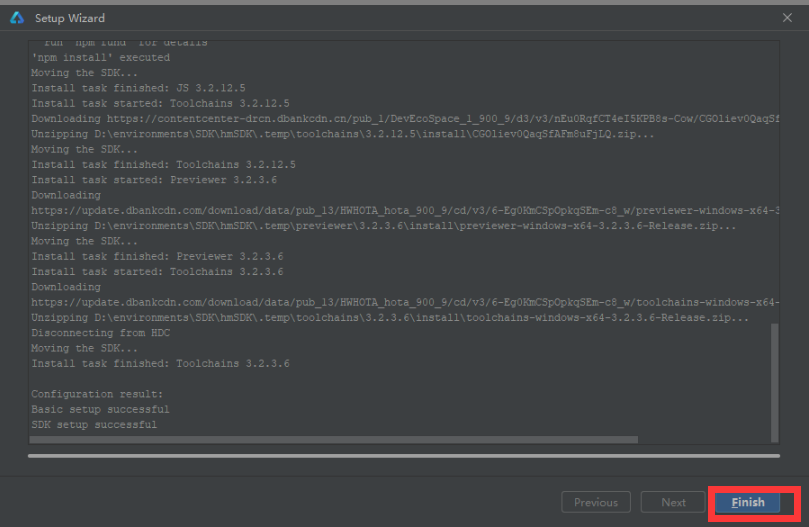 Setup Wizard
run `npm fund` for details
'npm install' executed
Moving the SDK...
Install task finished: JS 3.2.12.5
Install task started: Toolchains 3.2.12.5
Downloading https://contentcenter-drcn.dbankcdn.cn/pub_1/DevEcoSpace_1_900_9/d3/v3/nEu0RqfCT4eI5KPB8s-Cow/CGOliev0QaqSf
Unzipping D:\environments\SDK\hmSDK\.temp\toolchains\3.2.12.5\install\CGOliev0QaqSfAFm8uFjLQ.zip...
Moving the SDK...
Install task finished: Toolchains 3.2.12.5
Install task started: Previewer 3.2.3.6
Downloading
https://update.dbankcdn.com/download/data/pub_13/HWHOTA_hota_900_9/cd/v3/6-Eg0KmCSpOpkqSEm-c8_w/previewer-windows-x64-3
Unzipping D:\environments\SDK\hmSDK\.temp\previewer\3.2.3.6\install\previewer-windows-x64-3.2.3.6-Release.zip...
Moving the SDK...
Install task finished: Previewer 3.2.3.6
Install task started: Toolchains 3.2.3.6
Downloading
https://update.dbankcdn.com/download/data/pub_13/HWHOTA_hota_900_9/cd/v3/6-Eg0KmCSpOpkqSEm-c8_w/toolchains-windows-x64-
Unzipping D:\environments\SDK\hmSDK\.temp\toolchains\3.2.3.6\install\toolchains-windows-x64-3.2.3.6-Release.zip...
Disconnecting from HDC
Moving the SDK...
Install task finished: Toolchains 3.2.3.6
Configuration result:
Basic setup successful
SDK setup successful
Previous
Next
Finish